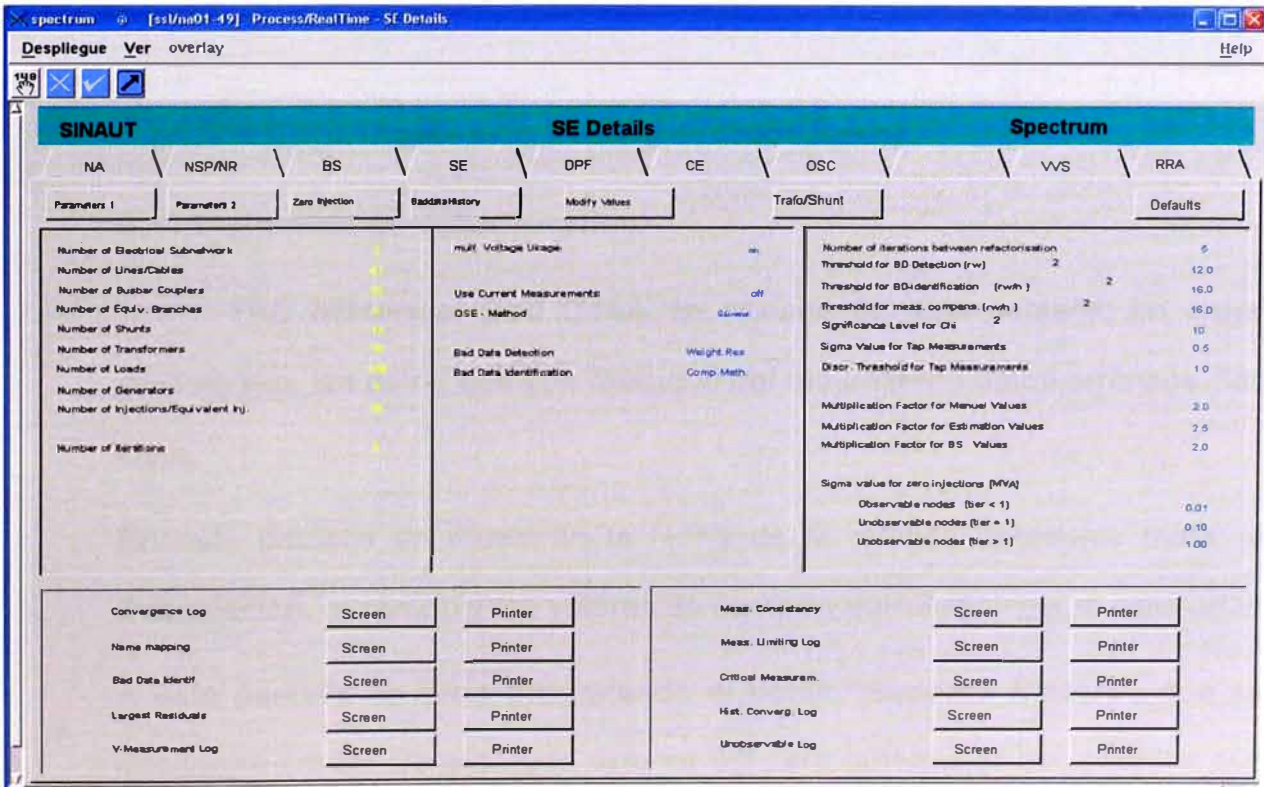 spectrum @ [ssl/na01-49] Process/RealTime - SE Details
Despliegue Ver overlay Help
SINAUT SE Details Spectrum
NA NSP/NR BS SE DPF CE OSC VVS RRA
Parameters 1 Parameters 2 Zero Injection BaddataHistory Modify Values Trafo/Shunt Defaults
Number of Electrical Subnetwork
Number of Lines/Cables
Number of Busbar Couplers
Number of Equiv. Branches
Number of Shunts
Number of Transformers
Number of Loads
Number of Generators
Number of Injections/Equivalent Inj.
Number of Iterations
mult. Voltage Usage
Use Current Measurements off
OSE - Method
Bad Data Detection Weight.Res
Bad Data Identification Comp.Meth.
Number of iterations between refactorisation 5
Threshold for BD Detection (rw) 2 12.0
Threshold for BD-identification (rwh ) 2 16.0
Threshold for meas. compens. (rwh ) 2 16.0
Significance Level for Chi 2 10
Sigma Value for Tap Measurements 0.5
Discr. Threshold for Tap Measurements 1.0
Multiplication Factor for Manual Values 2.0
Multiplication Factor for Estimation Values 2.5
Multiplication Factor for BS Values 2.0
Sigma value for zero injections [MVA]
Observable nodes (tier < 1) 0.01
Unobservable nodes (tier = 1) 0.10
Unobservable nodes (tier > 1) 1.00
Convergence Log Screen Printer
Name mapping Screen Printer
Bad Data Identif Screen Printer
Largest Residuals Screen Printer
V-Measurement Log Screen Printer
Meas. Consistancy Screen Printer
Meas. Limiting Log Screen Printer
Critical Measurem. Screen Printer
Hist. Converg. Log Screen Printer
Unobservable Log Screen Printer